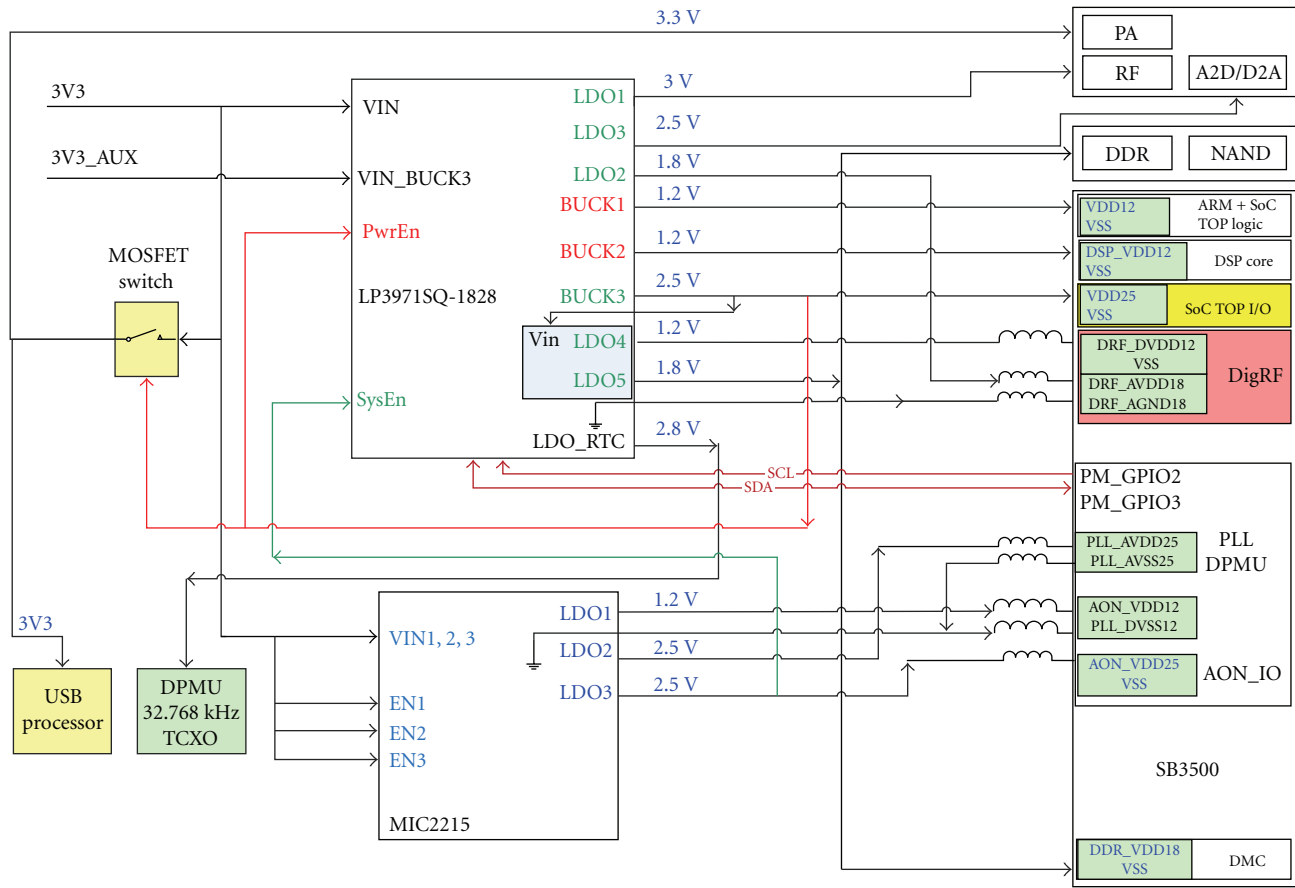 3.3 V
PA
RF
A2D/D2A
3V3
VIN
LDO1
3 V
LDO3
2.5 V
3V3_AUX
VIN_BUCK3
LDO2
1.8 V
DDR
NAND
BUCK1
1.2 V
VDD12
VSS
ARM + SoC
TOP logic
PwrEn
BUCK2
1.2 V
DSP_VDD12
VSS
DSP core
MOSFET
switch
LP3971SQ-1828
BUCK3
2.5 V
VDD25
VSS
SoC TOP I/O
Vin
LDO4
1.2 V
DRF_DVDD12
VSS
LDO5
1.8 V
DRF_AVDD18
DRF_AGND18
DigRF
SysEn
LDO_RTC
2.8 V
SCL
SDA
PM_GPIO2
PM_GPIO3
PLL_AVDD25
PLL_AVSS25
PLL
DPMU
LDO1
1.2 V
AON_VDD12
PLL_DVSS12
3V3
VIN1, 2, 3
LDO2
2.5 V
LDO3
2.5 V
AON_VDD25
VSS
AON_IO
USB
processor
DPMU
32.768 kHz
TCXO
EN1
EN2
EN3
MIC2215
SB3500
DDR_VDD18
VSS
DMC